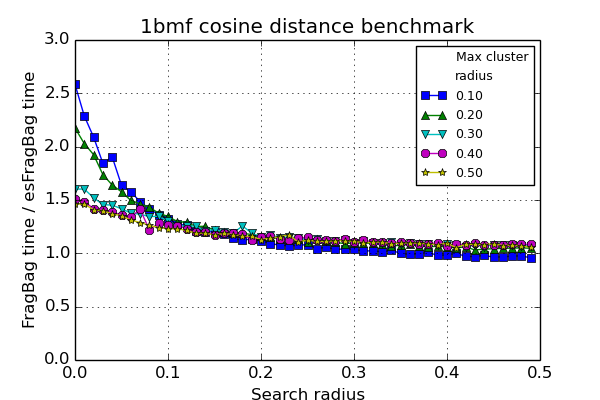 1bmf cosine distance benchmark
FragBag time / esFragBag time
3.0
2.5
2.0
1.5
1.0
0.5
0.0
Max cluster
radius
0.10
0.20
0.30
0.40
0.50
0.0 0.1 0.2 0.3 0.4 0.5
Search radius